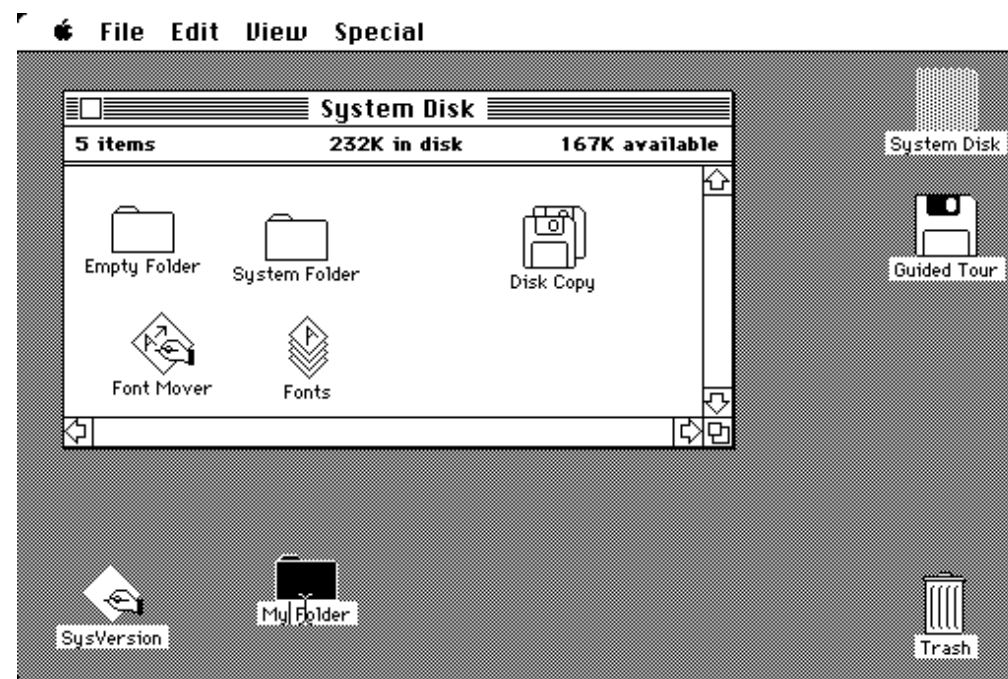 File Edit View Special
System Disk
5 items 232K in disk 167K available
Empty Folder
System Folder
Disk Copy
Font Mover
Fonts
System Disk
Guided Tour
SysVersion
My Folder
Trash